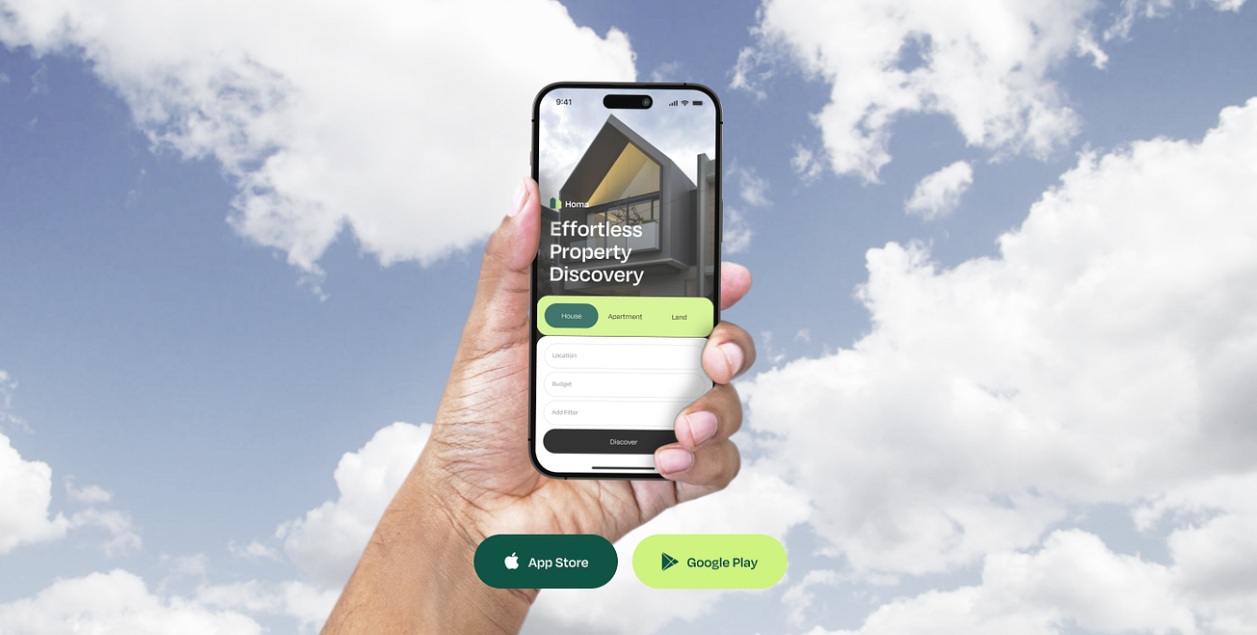 9:41
Homa
Effortless
Property
Discovery
House Apartment Land
Location
Budget
Add Filter
Discover
App Store Google Play